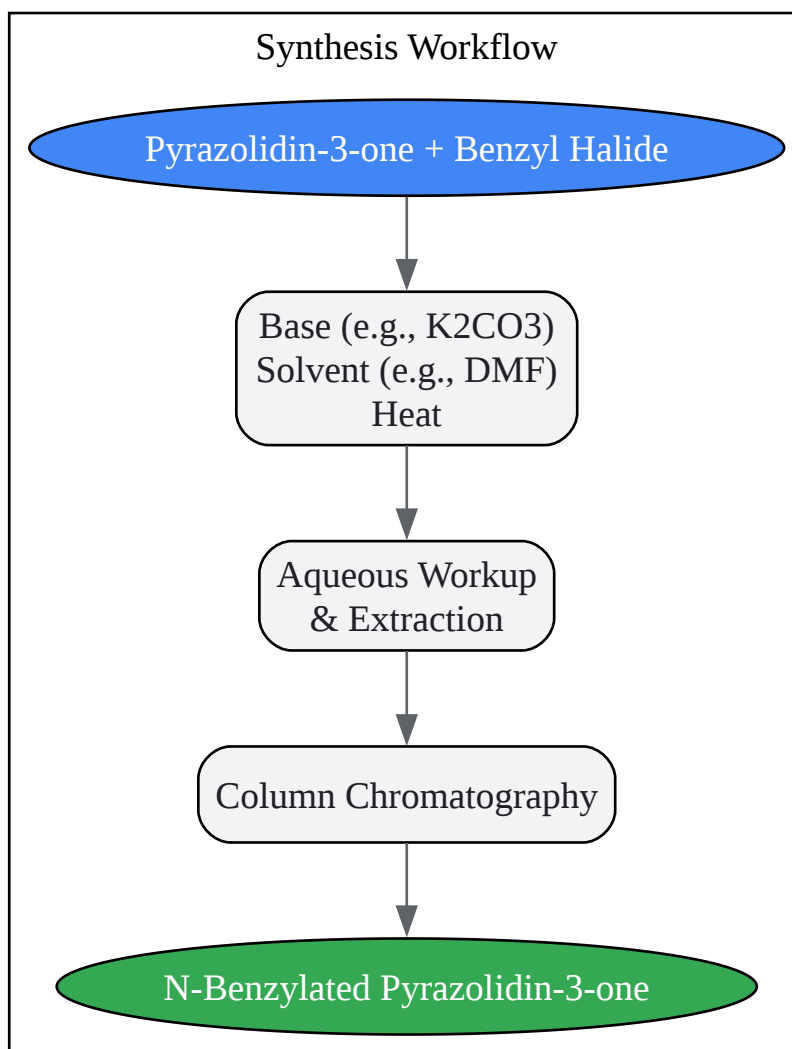 Synthesis Workflow
Pyrazolidin-3-one + Benzyl Halide
Base (e.g., K2CO3)
Solvent (e.g., DMF)
Heat
Aqueous Workup
& Extraction
Column Chromatography
N-Benzylated Pyrazolidin-3-one